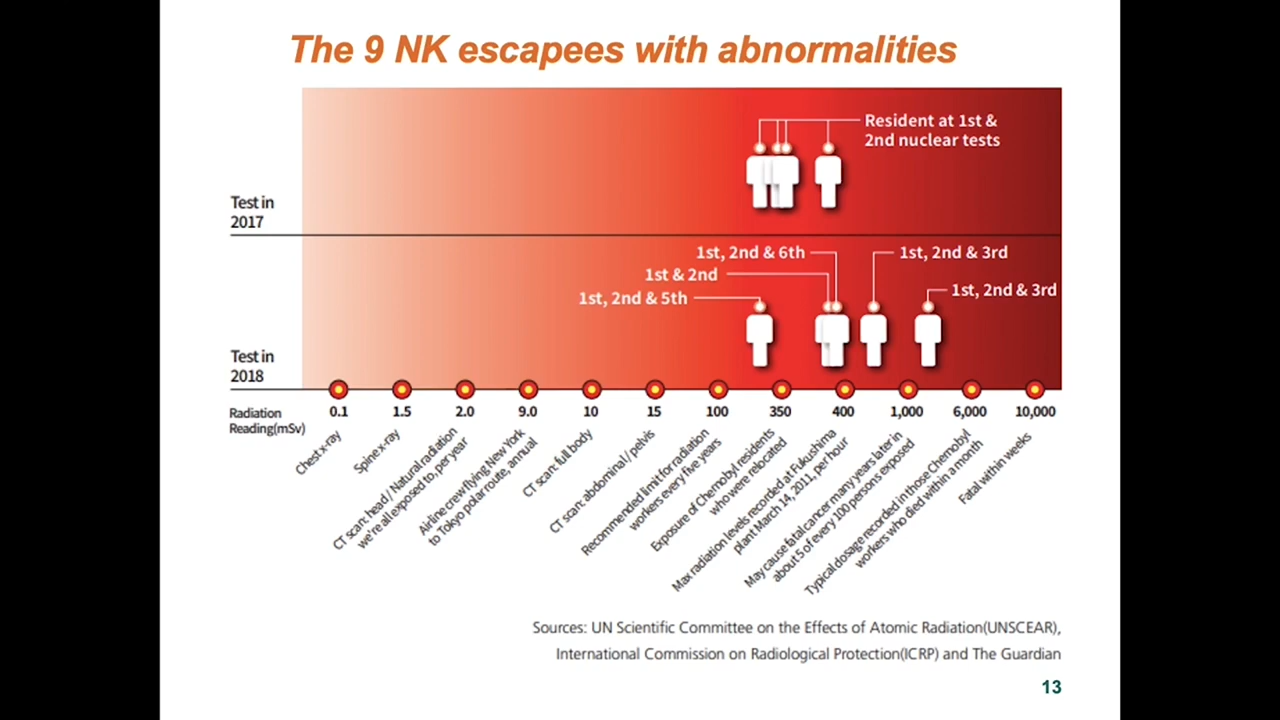 The 9 NK escapees with abnormalities
Resident at 1st &
2nd nuclear tests
Test in
2017
1st, 2nd & 6th
1st, 2nd & 3rd
1st & 2nd
1st, 2nd & 3rd
1st, 2nd & 5th
Test in
2018
Radiation
Reading(mSv)
0.1
1.5
2.0
9.0
10
15
100
350
400
1,000
6,000
10,000
Chest x-ray
Spine x-ray
CT scan: head / Natural radiation
we're all exposed to, per year
Airline crew flying New York
to Tokyo polar route, annual
CT scan: full body
CT scan: abdominal / pelvis
Recommended limit for radiation
workers every five years
Exposure of Chernobyl residents
who were relocated
Max radiation levels recorded at Fukushima
plant March 14, 2011, per hour
May cause fatal cancer many years later in
about 5 of every 100 persons exposed
Typical dosage recorded in those Chernobyl
workers who died within a month
Fatal within weeks
Sources: UN Scientific Committee on the Effects of Atomic Radiation(UNSCEAR),
International Commission on Radiological Protection(ICRP) and The Guardian
13